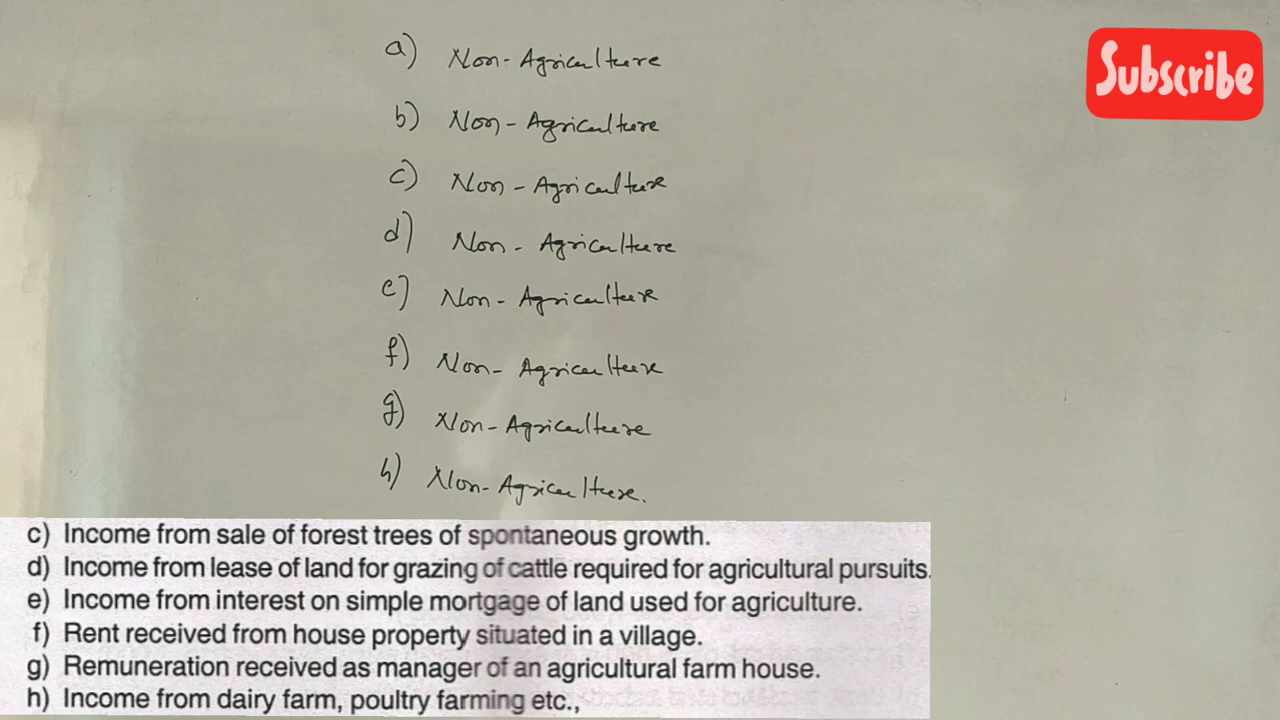 Subscribe
a) Non-Agriculture
b) Non-Agriculture
c) Non-Agriculture
d) Non-Agriculture
e) Non-Agriculture
f) Non-Agriculture
g) Non-Agriculture
h) Non-Agriculture.
c) Income from sale of forest trees of spontaneous growth.
d) Income from lease of land for grazing of cattle required for agricultural pursuits.
e) Income from interest on simple mortgage of land used for agriculture.
f) Rent received from house property situated in a village.
g) Remuneration received as manager of an agricultural farm house.
h) Income from dairy farm, poultry farming etc.,